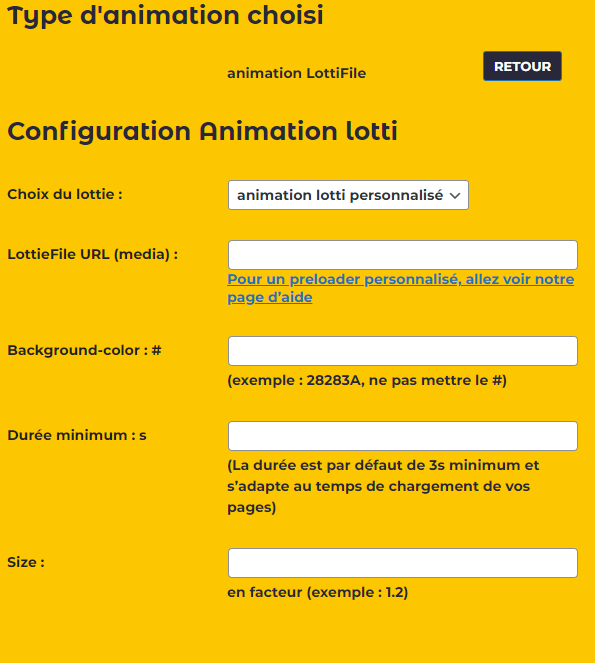 Type d'animation choisi
animation LottiFile
RETOUR
Configuration Animation lotti
Choix du lottie :
animation lotti personnalisé
LottieFile URL (media) :
Pour un preloader personnalisé, allez voir notre
page d’aide
Background-color : #
(exemple : 28283A, ne pas mettre le #)
Durée minimum : s
(La durée est par défaut de 3s minimum et
s’adapte au temps de chargement de vos
pages)
Size :
en facteur (exemple : 1.2)